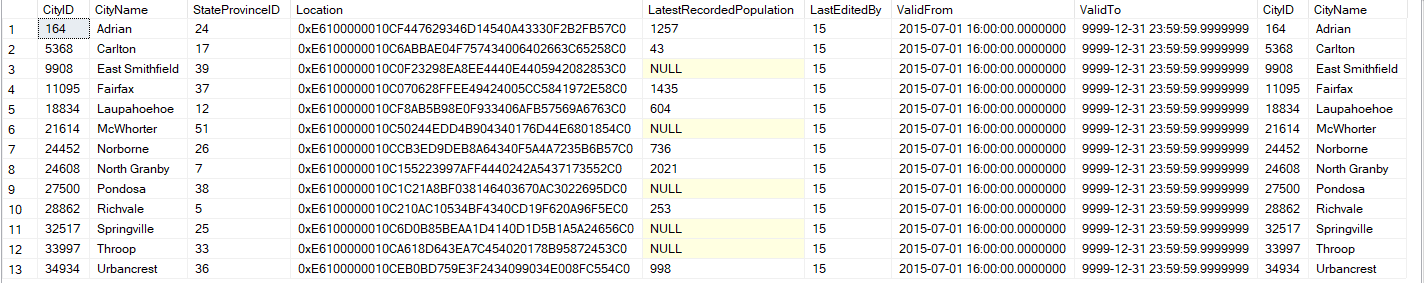 CityID CityName StateProvinceID Location LatestRecordedPopulation LastEditedBy ValidFrom ValidTo CityID CityName
1 164 Adrian 24 0xE6100000010CF447629346D14540A43330F2B2FB57C0 1257 15 2015-07-01 16:00:00.0000000 9999-12-31 23:59:59.9999999 164 Adrian
2 5368 Carlton 17 0xE6100000010C6ABBAE04F757434006402663C65258C0 43 15 2015-07-01 16:00:00.0000000 9999-12-31 23:59:59.9999999 5368 Carlton
3 9908 East Smithfield 39 0xE6100000010C0F23298EA8EE4440E4405942082853C0 NULL 15 2015-07-01 16:00:00.0000000 9999-12-31 23:59:59.9999999 9908 East Smithfield
4 11095 Fairfax 37 0xE6100000010C070628FFEE49424005CC5841972E58C0 1435 15 2015-07-01 16:00:00.0000000 9999-12-31 23:59:59.9999999 11095 Fairfax
5 18834 Laupahoehoe 12 0xE6100000010CF8AB5B98E0F933406AFB57569A6763C0 604 15 2015-07-01 16:00:00.0000000 9999-12-31 23:59:59.9999999 18834 Laupahoehoe
6 21614 McWhorter 51 0xE6100000010C50244EDD4B904340176D44E6801854C0 NULL 15 2015-07-01 16:00:00.0000000 9999-12-31 23:59:59.9999999 21614 McWhorter
7 24452 Norborne 26 0xE6100000010CCB3ED9DEB8A64340F5A4A7235B6B57C0 736 15 2015-07-01 16:00:00.0000000 9999-12-31 23:59:59.9999999 24452 Norborne
8 24608 North Granby 7 0xE6100000010C155223997AFF4440242A5437173552C0 2021 15 2015-07-01 16:00:00.0000000 9999-12-31 23:59:59.9999999 24608 North Granby
9 27500 Pondosa 38 0xE6100000010C1C21A8BF038146403670AC3022695DC0 NULL 15 2015-07-01 16:00:00.0000000 9999-12-31 23:59:59.9999999 27500 Pondosa
10 28862 Richvale 5 0xE6100000010C210AC10534BF4340CD19F620A96F5EC0 253 15 2015-07-01 16:00:00.0000000 9999-12-31 23:59:59.9999999 28862 Richvale
11 32517 Springville 25 0xE6100000010C6D0B85BEAA1D4140D1D5B1A5A24656C0 NULL 15 2015-07-01 16:00:00.0000000 9999-12-31 23:59:59.9999999 32517 Springville
12 33997 Throop 33 0xE6100000010CA618D643EA7C454020178B95872453C0 NULL 15 2015-07-01 16:00:00.0000000 9999-12-31 23:59:59.9999999 33997 Throop
13 34934 Urbancrest 36 0xE6100000010CEB0BD759E3F2434099034E008FC554C0 998 15 2015-07-01 16:00:00.0000000 9999-12-31 23:59:59.9999999 34934 Urbancrest